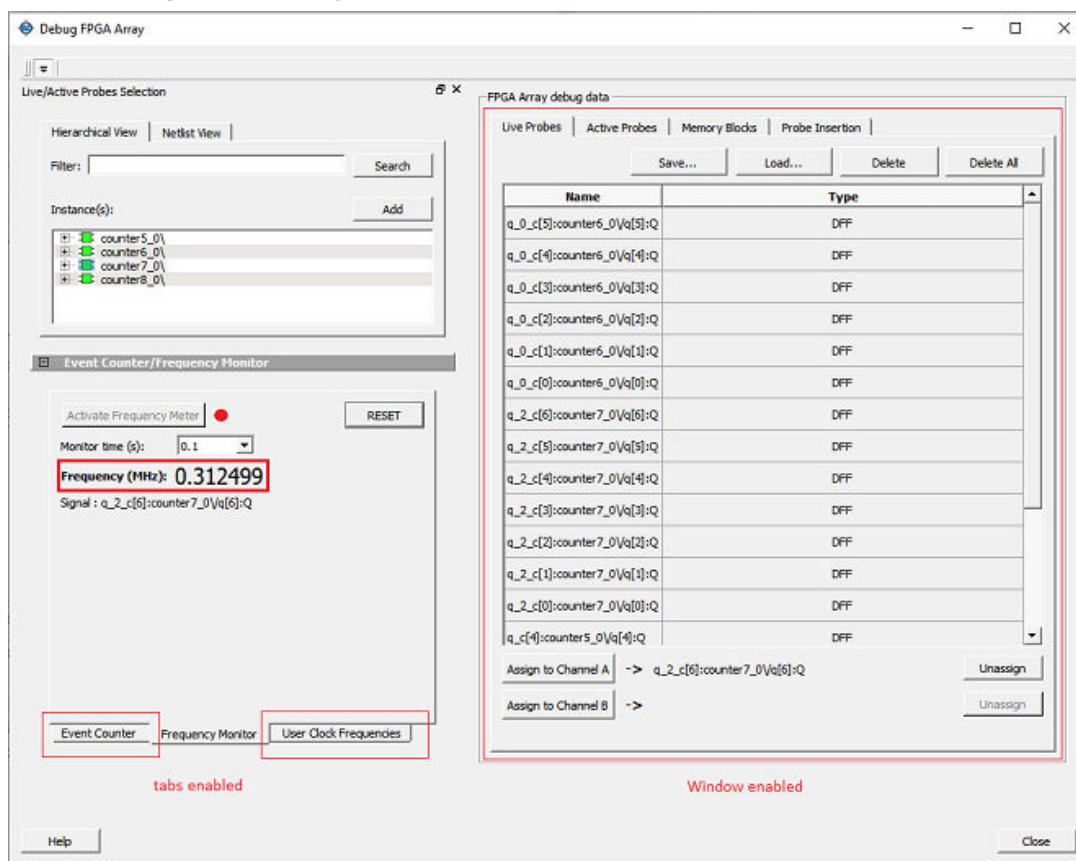 Debug FPGA Array
Live/Active Probes Selection
Hierarchical View Netlist View
Filter: Search
Instance(s): Add
counter5_0\
counter6_0\
counter7_0\
counter8_0\
Event Counter/Frequency Monitor
Activate Frequency Meter RESET
Monitor time (s): 0.1
Frequency (MHz): 0.312499
Signal : q_2_c[6]:counter7_0\/q[6]:Q
Event Counter Frequency Monitor User Clock Frequencies
tabs enabled
FPGA Array debug data
Live Probes Active Probes Memory Blocks Probe Insertion
Save... Load... Delete Delete All
Name Type
q_0_c[5]:counter6_0\/q[5]:Q DFF
q_0_c[4]:counter6_0\/q[4]:Q DFF
q_0_c[3]:counter6_0\/q[3]:Q DFF
q_0_c[2]:counter6_0\/q[2]:Q DFF
q_0_c[1]:counter6_0\/q[1]:Q DFF
q_0_c[0]:counter6_0\/q[0]:Q DFF
q_2_c[6]:counter7_0\/q[6]:Q DFF
q_2_c[5]:counter7_0\/q[5]:Q DFF
q_2_c[4]:counter7_0\/q[4]:Q DFF
q_2_c[3]:counter7_0\/q[3]:Q DFF
q_2_c[2]:counter7_0\/q[2]:Q DFF
q_2_c[1]:counter7_0\/q[1]:Q DFF
q_2_c[0]:counter7_0\/q[0]:Q DFF
q_c[4]:counter5_0\/q[4]:Q DFF
Assign to Channel A -> q_2_c[6]:counter7_0\/q[6]:Q Unassign
Assign to Channel B -> Unassign
Window enabled
Help Close